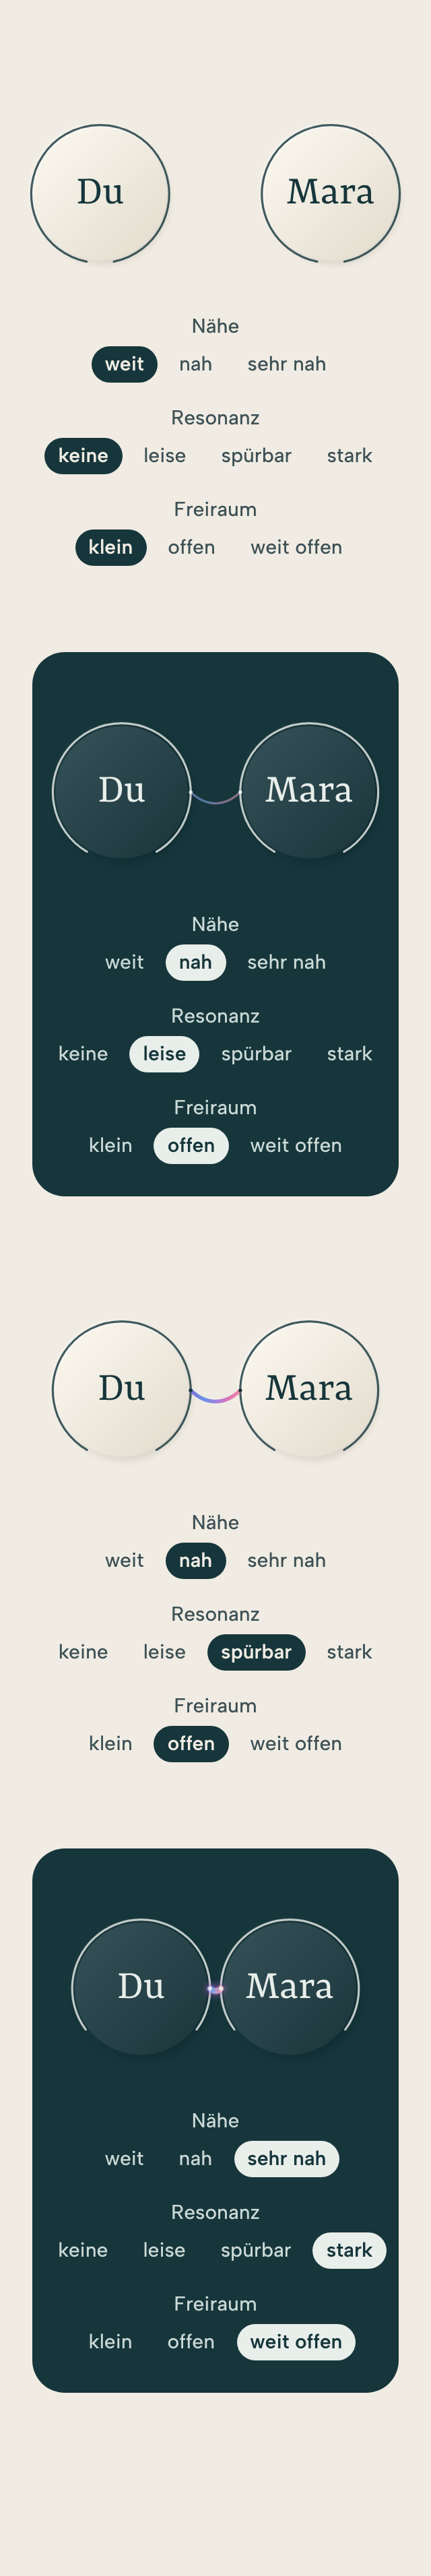 Du Mara
Nähe
weit nah sehr nah
Resonanz
keine leise spürbar stark
Freiraum
klein offen weit offen
Du Mara
Nähe
weit nah sehr nah
Resonanz
keine leise spürbar stark
Freiraum
klein offen weit offen
Du Mara
Nähe
weit nah sehr nah
Resonanz
keine leise spürbar stark
Freiraum
klein offen weit offen
Du Mara
Nähe
weit nah sehr nah
Resonanz
keine leise spürbar stark
Freiraum
klein offen weit offen